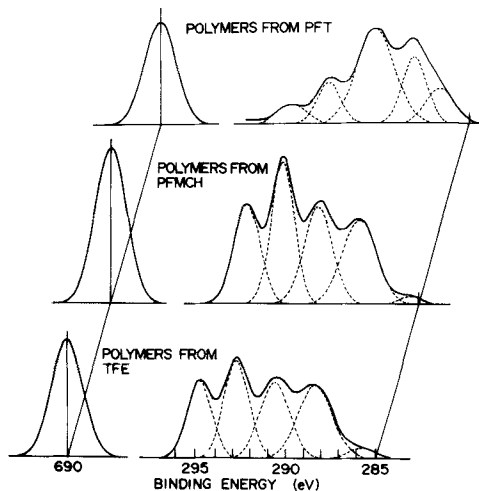 POLYMERS FROM PFT
POLYMERS FROM
PFMCH
POLYMERS FROM
TFE
690 295 290 285
BINDING ENERGY (eV)